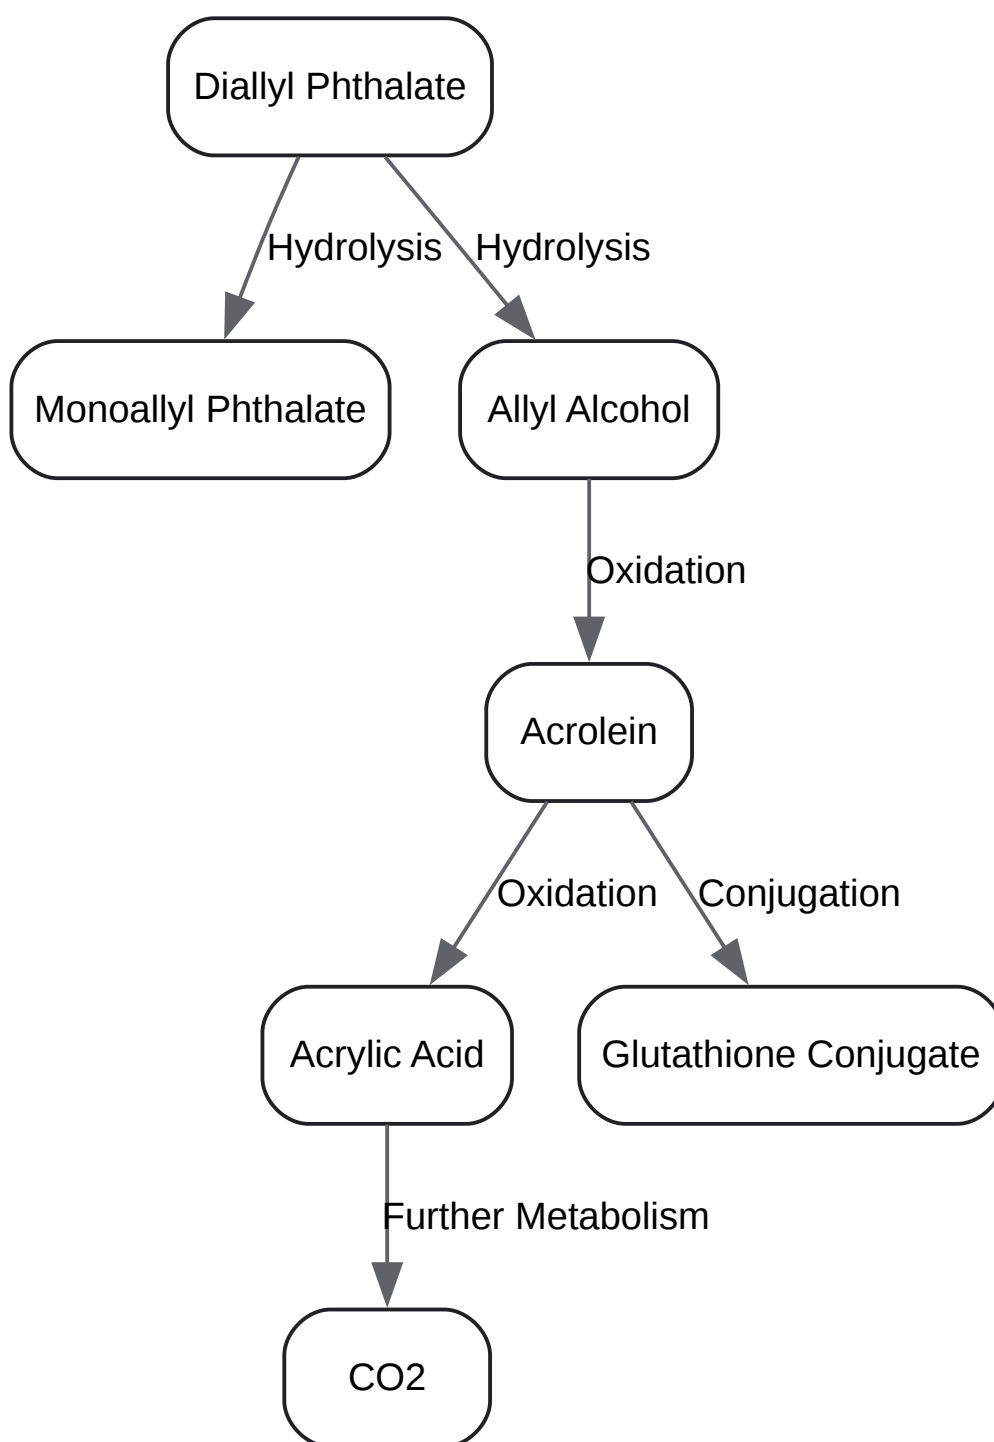 Diallyl Phthalate
Hydrolysis
Hydrolysis
Monoallyl Phthalate
Allyl Alcohol
Oxidation
Acrolein
Oxidation
Conjugation
Acrylic Acid
Glutathione Conjugate
Further Metabolism
CO2